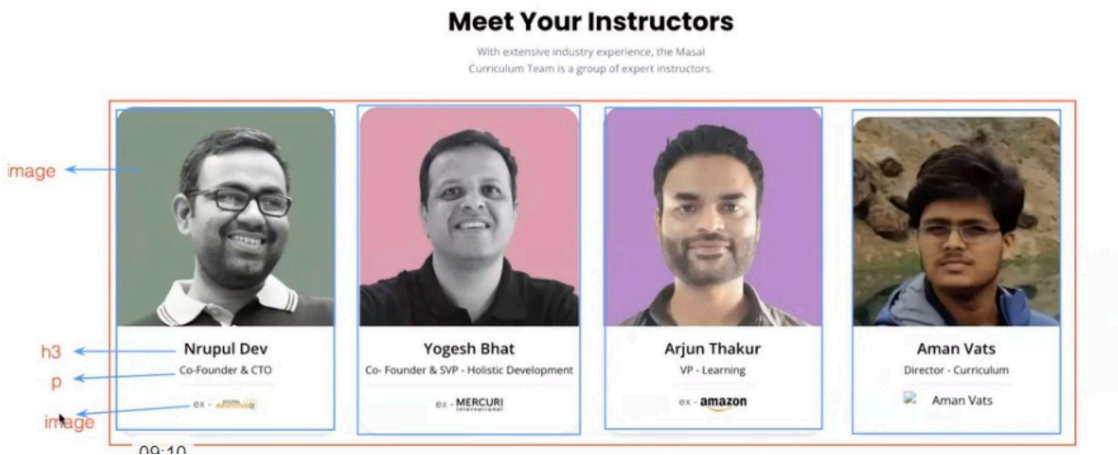 Meet Your Instructors
With extensive industry experience, the Masai
Curriculum Team is a group of expert instructors.
mage
h3
p
image
Nrupul Dev
Co-Founder & CTO
ex -
Yogesh Bhat
Co- Founder & SVP - Holistic Development
ex - MERCURI
international
Arjun Thakur
VP - Learning
ex - amazon
Aman Vats
Director - Curriculum
Aman Vats
09:10